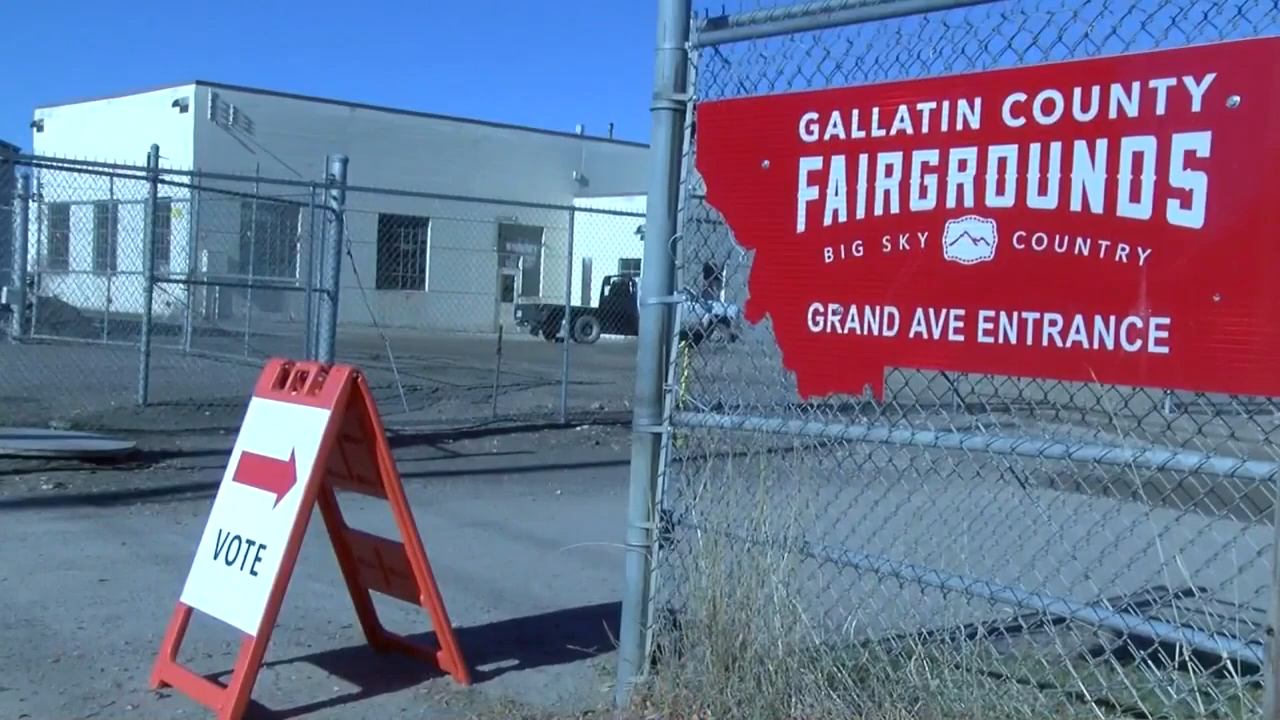 GALLATIN COUNTY
FAIRGROUNDS
BIG SKY COUNTRY
GRAND AVE ENTRANCE
VOTE